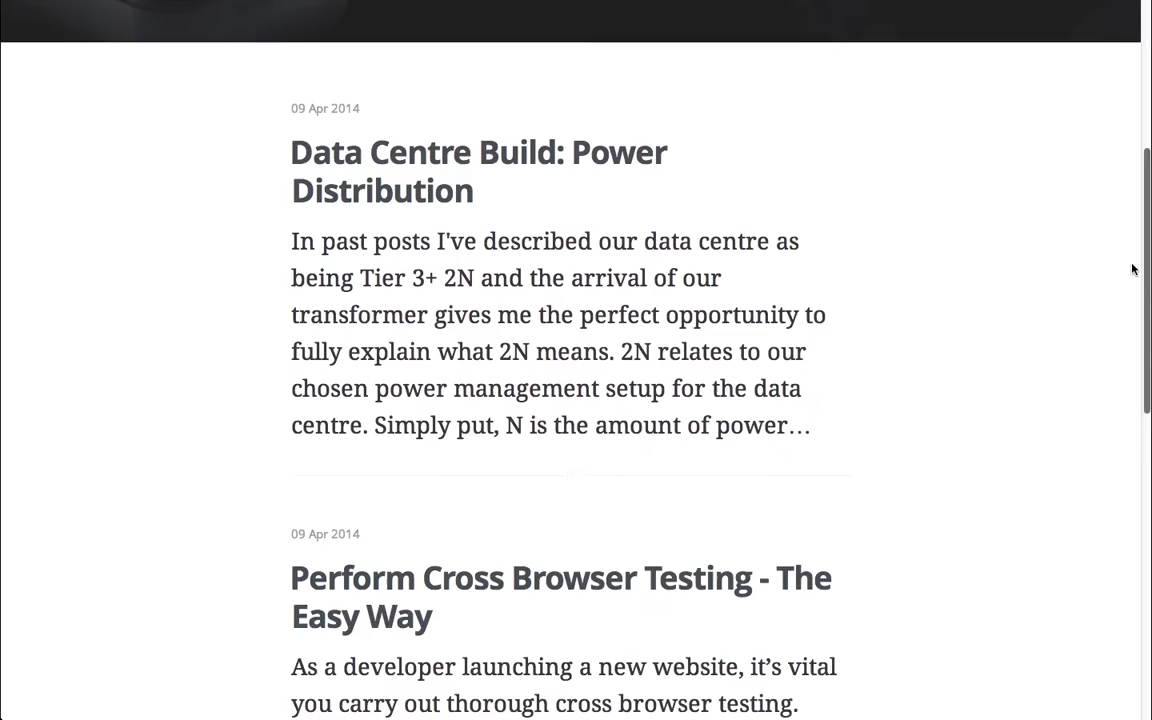 09 Apr 2014
Data Centre Build: Power
Distribution
In past posts I've described our data centre as
being Tier 3+ 2N and the arrival of our
transformer gives me the perfect opportunity to
fully explain what 2N means. 2N relates to our
chosen power management setup for the data
centre. Simply put, N is the amount of power…
09 Apr 2014
Perform Cross Browser Testing - The
Easy Way
As a developer launching a new website, it’s vital
you carry out thorough cross browser testing.